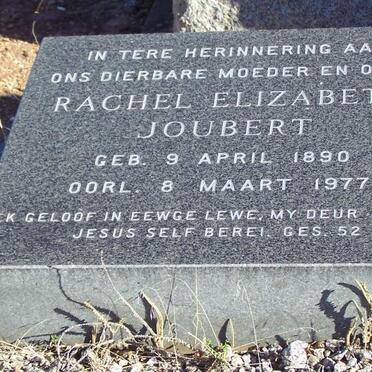 IN TERE HERINNERING AA
ONS DIERBARE MOEDER EN O
RACHEL ELIZABET
JOUBERT
GEB. 9 APRIL 1890
OORL. 8 MAART 1977
EK GELOOF IN EEWGE LEWE, MY DEUR
JESUS SELF BEREI. GES. 52